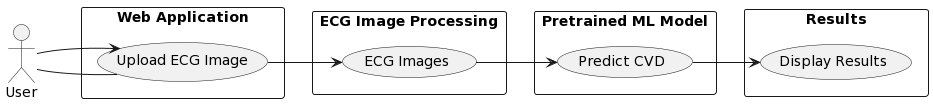 Web Application
ECG Image Processing
Pretrained ML Model
Results
Upload ECG Image
ECG Images
Predict CVD
Display Results
User